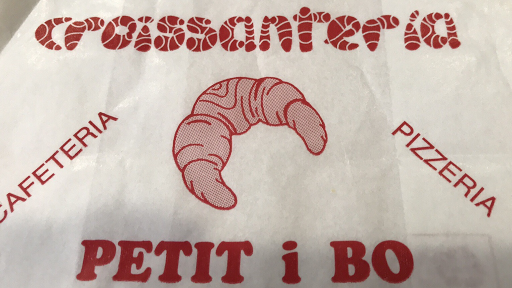 croissanteria
CAFETERIA
PIZZERIA
PETIT i BO